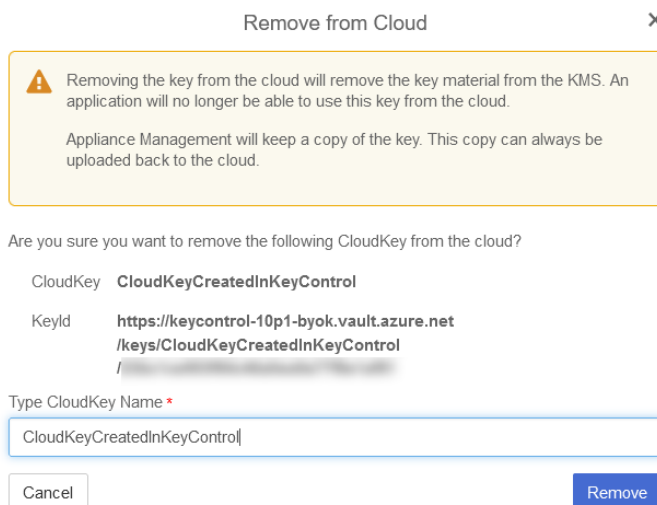 Remove from Cloud
Removing the key from the cloud will remove the key material from the KMS. An
application will no longer be able to use this key from the cloud.
Appliance Management will keep a copy of the key. This copy can always be
uploaded back to the cloud.
Are you sure you want to remove the following CloudKey from the cloud?
CloudKey CloudKeyCreatedInKeyControl
KeyId https://keycontrol-10p1-byok.vault.azure.net
/keys/CloudKeyCreatedInKeyControl
/
Type CloudKey Name *
CloudKeyCreatedInKeyControl
Cancel Remove